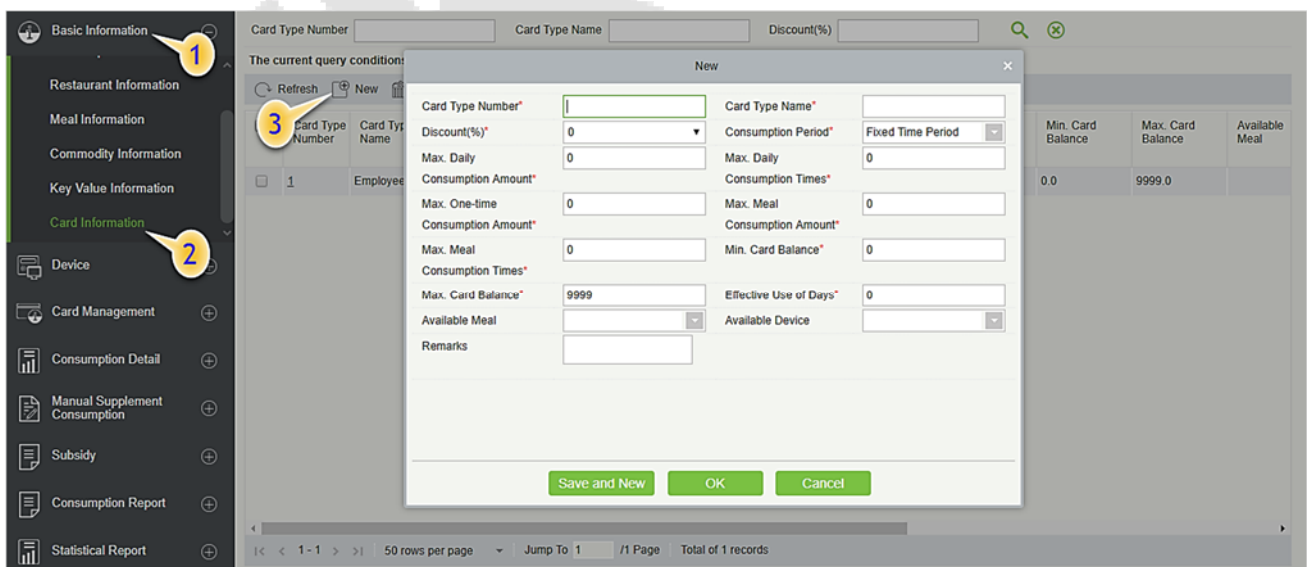 Basic Information
1
Restaurant Information
Meal Information
Commodity Information
Key Value Information
Card Information
2
Device
Card Management
Consumption Detail
Manual Supplement
Consumption
Subsidy
Consumption Report
Statistical Report
Card Type Number
Card Type Name
Discount(%)
The current query conditions
Refresh
New
3
Card Type
Number
Card Typ
Name
Min. Card
Balance
Max. Card
Balance
Available
Meal
1
Employee
0.0
9999.0
New
Card Type Number*
Card Type Name*
Discount(%)* 0
Consumption Period* Fixed Time Period
Max. Daily
Consumption Amount*
0
Max. Daily
Consumption Times*
0
Max. One-time
Consumption Amount*
0
Max. Meal
Consumption Amount*
0
Max. Meal
Consumption Times*
0
Min. Card Balance* 0
Max. Card Balance* 9999
Effective Use of Days* 0
Available Meal
Available Device
Remarks
Save and New
OK
Cancel
|< < 1 - 1 > >| 50 rows per page Jump To 1 /1 Page Total of 1 records